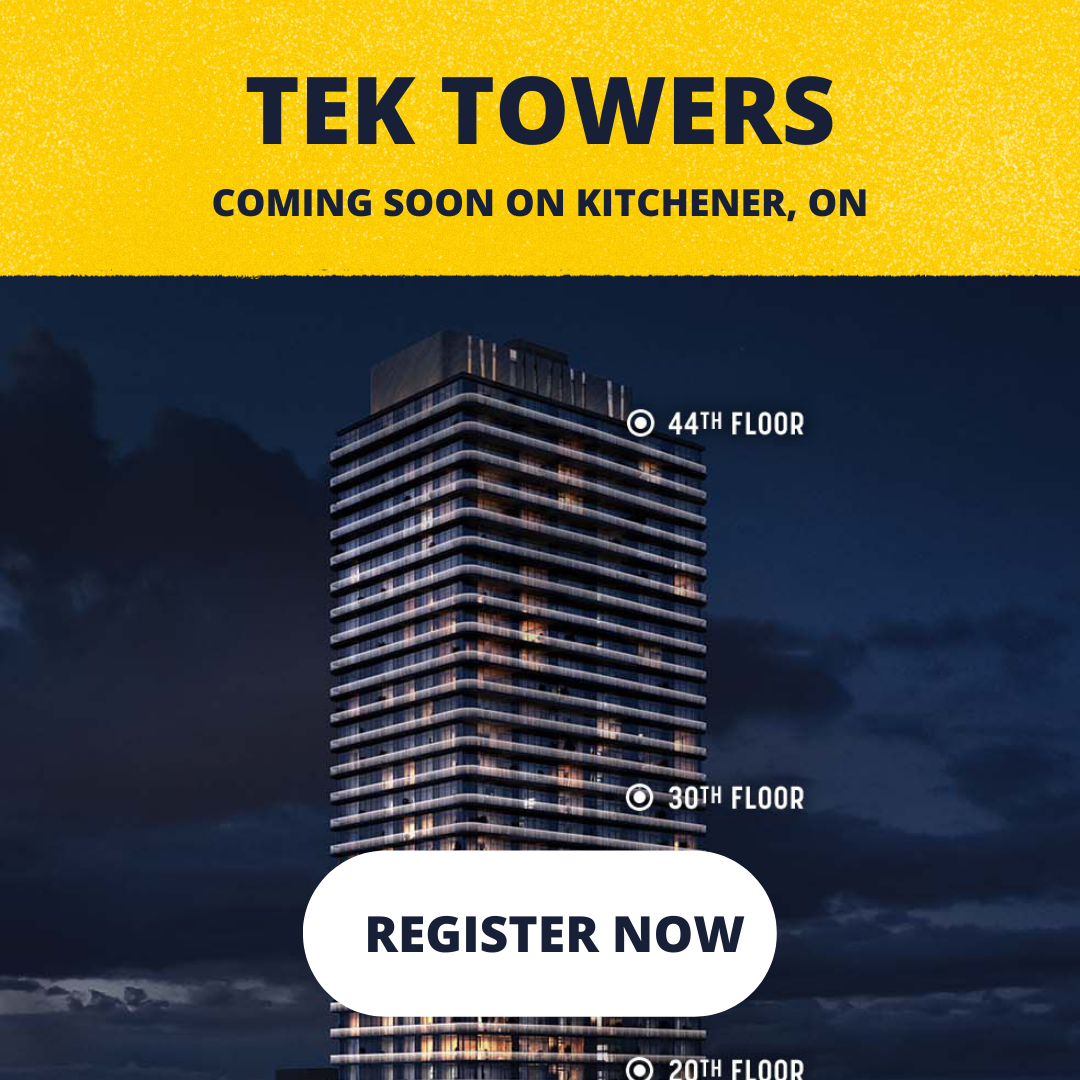 TEK TOWERS
COMING SOON ON KITCHENER, ON
44TH FLOOR
30TH FLOOR
REGISTER NOW
20TH FLOOR